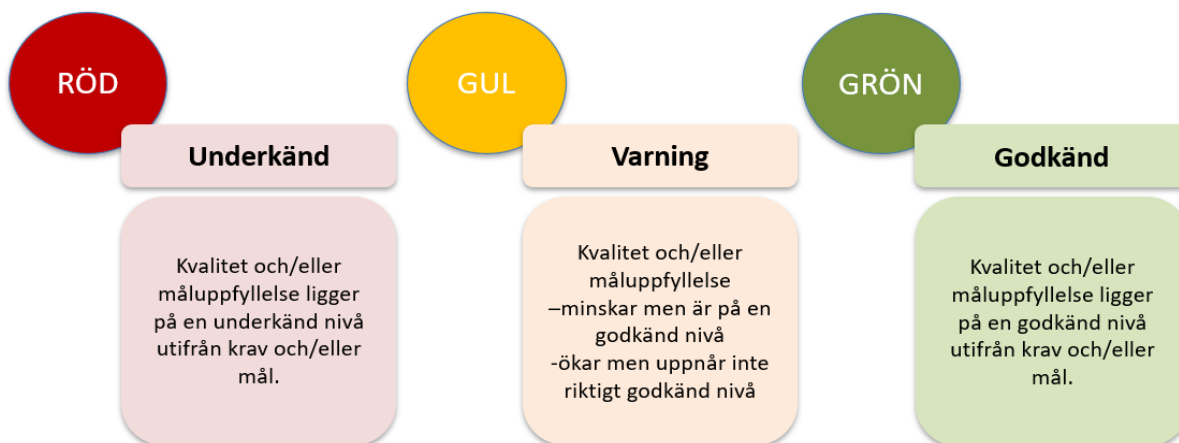 RÖD
Underkänd
Kvalitet och/eller
måluppfyllelse ligger
på en underkänd nivå
utifrån krav och/eller
mål.
GUL
Varning
Kvalitet och/eller
måluppfyllelse
–minskar men är på en
godkänd nivå
-ökar men uppnår inte
riktigt godkänd nivå
GRÖN
Godkänd
Kvalitet och/eller
måluppfyllelse ligger
på en godkänd nivå
utifrån krav och/eller
mål.